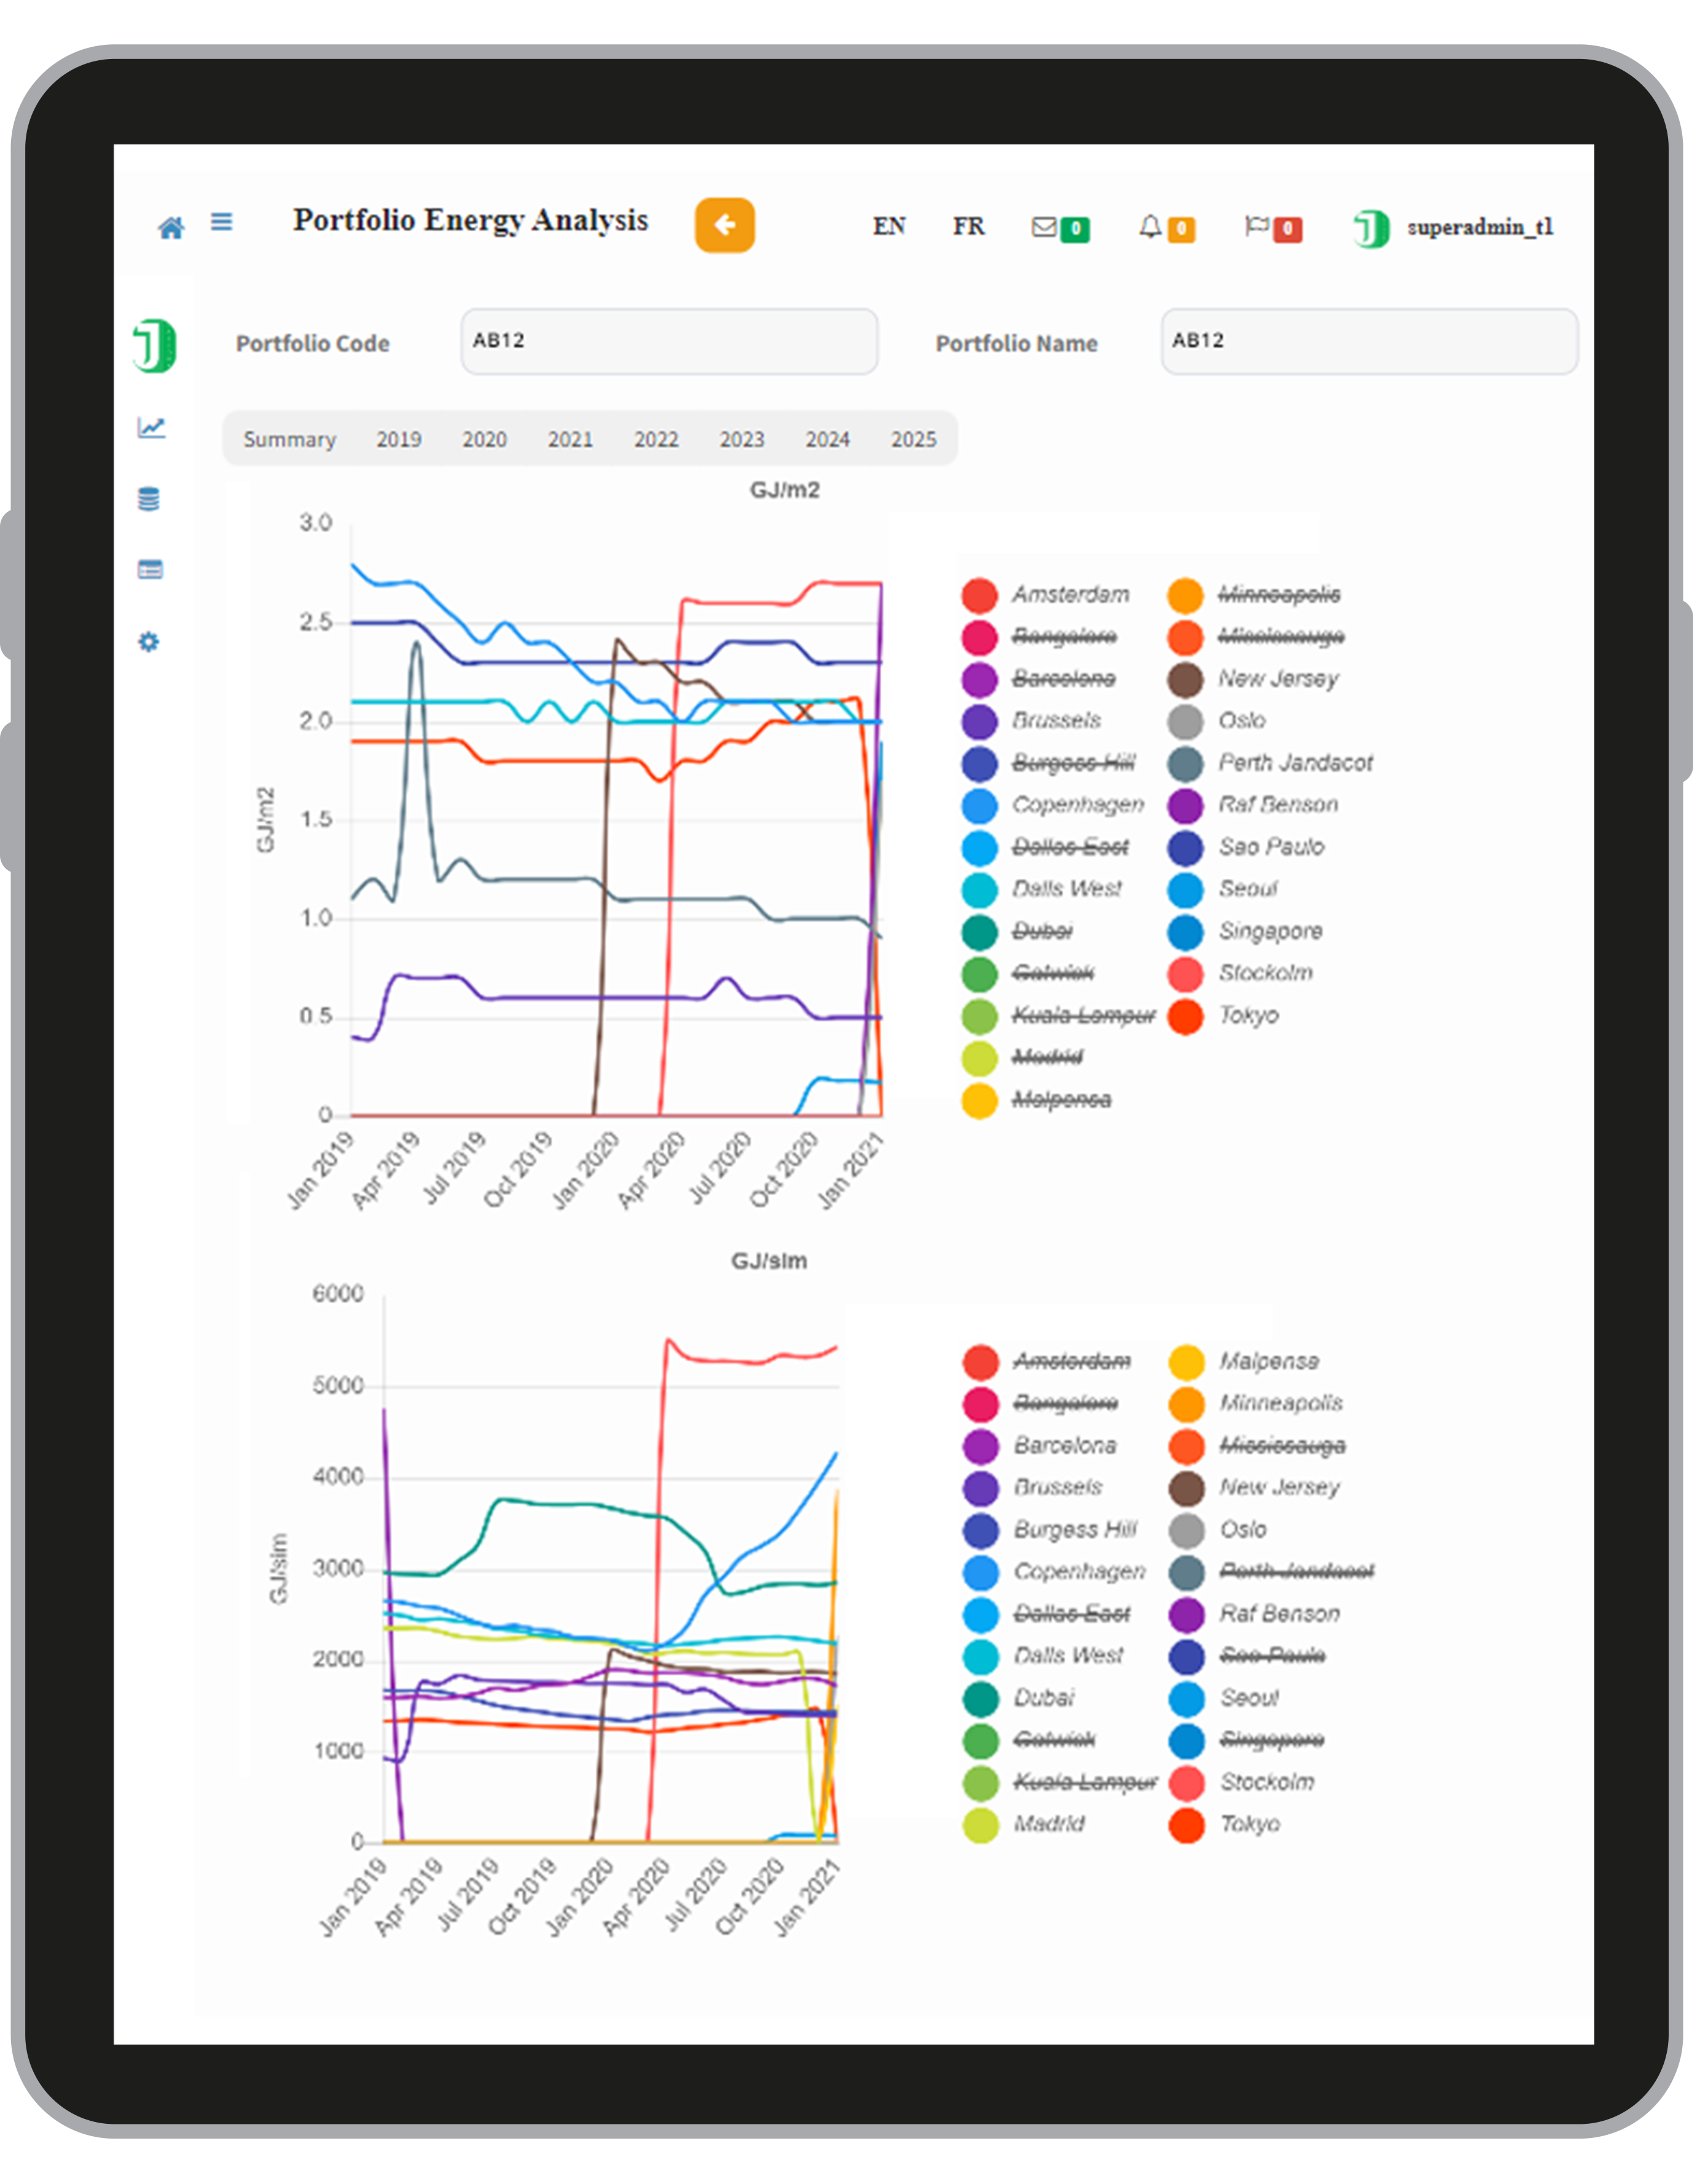 Portfolio Energy Analysis
EN FR 0 0 0 superadmin_t1
Portfolio Code AB12 Portfolio Name AB12
Summary 2019 2020 2021 2022 2023 2024 2025
GJ/m2
GJ/m2
3.0
2.5
2.0
1.5
1.0
0.5
0
Jan 2019 Apr 2019 Jul 2019 Oct 2019 Jan 2020 Apr 2020 Jul 2020 Oct 2020 Jan 2021
Amsterdam
Bangalore
Barcelona
Brussels
Burgess Hill
Copenhagen
Dallas East
Dalls West
Dubai
Gatwick
Kuala Lampur
Madrid
Malpensa
Minneapolis
Mississauga
New Jersey
Oslo
Perth Jandacot
Raf Benson
Sao Paulo
Seoul
Singapore
Stockolm
Tokyo
GJ/sim
GJ/sim
6000
5000
4000
3000
2000
1000
0
Jan 2019 Apr 2019 Jul 2019 Oct 2019 Jan 2020 Apr 2020 Jul 2020 Oct 2020 Jan 2021
Amsterdam
Bangalore
Barcelona
Brussels
Burgess Hill
Copenhagen
Dallas East
Dalls West
Dubai
Gatwick
Kuala Lampur
Madrid
Malpensa
Minneapolis
Mississauga
New Jersey
Oslo
Perth Jandacot
Raf Benson
Sao Paulo
Seoul
Singapore
Stockolm
Tokyo